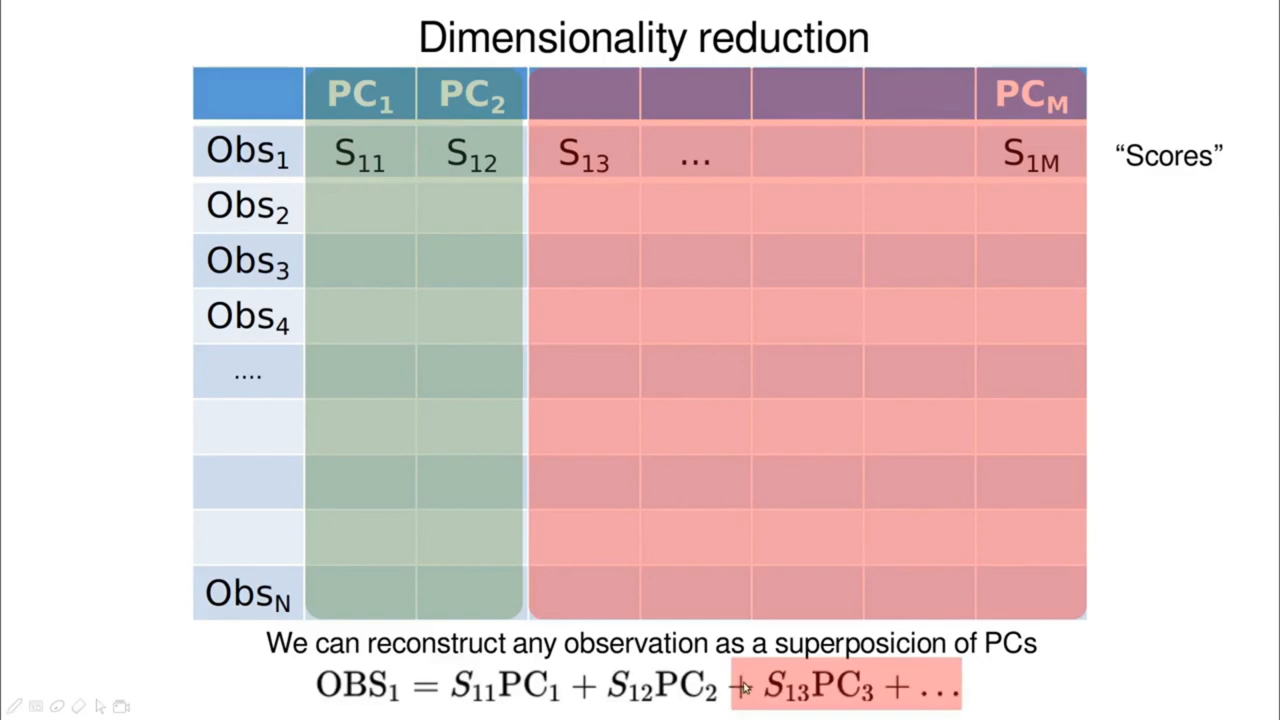 Dimensionality reduction
PC₁ PC₂ PC_M
Obs₁ S₁₁ S₁₂ S₁₃ ... S₁M "Scores"
Obs₂
Obs₃
Obs₄
....
Obs_N
We can reconstruct any observation as a superposicion of PCs
OBS₁ = S₁₁PC₁ + S₁₂PC₂ + S₁₃PC₃ + ...